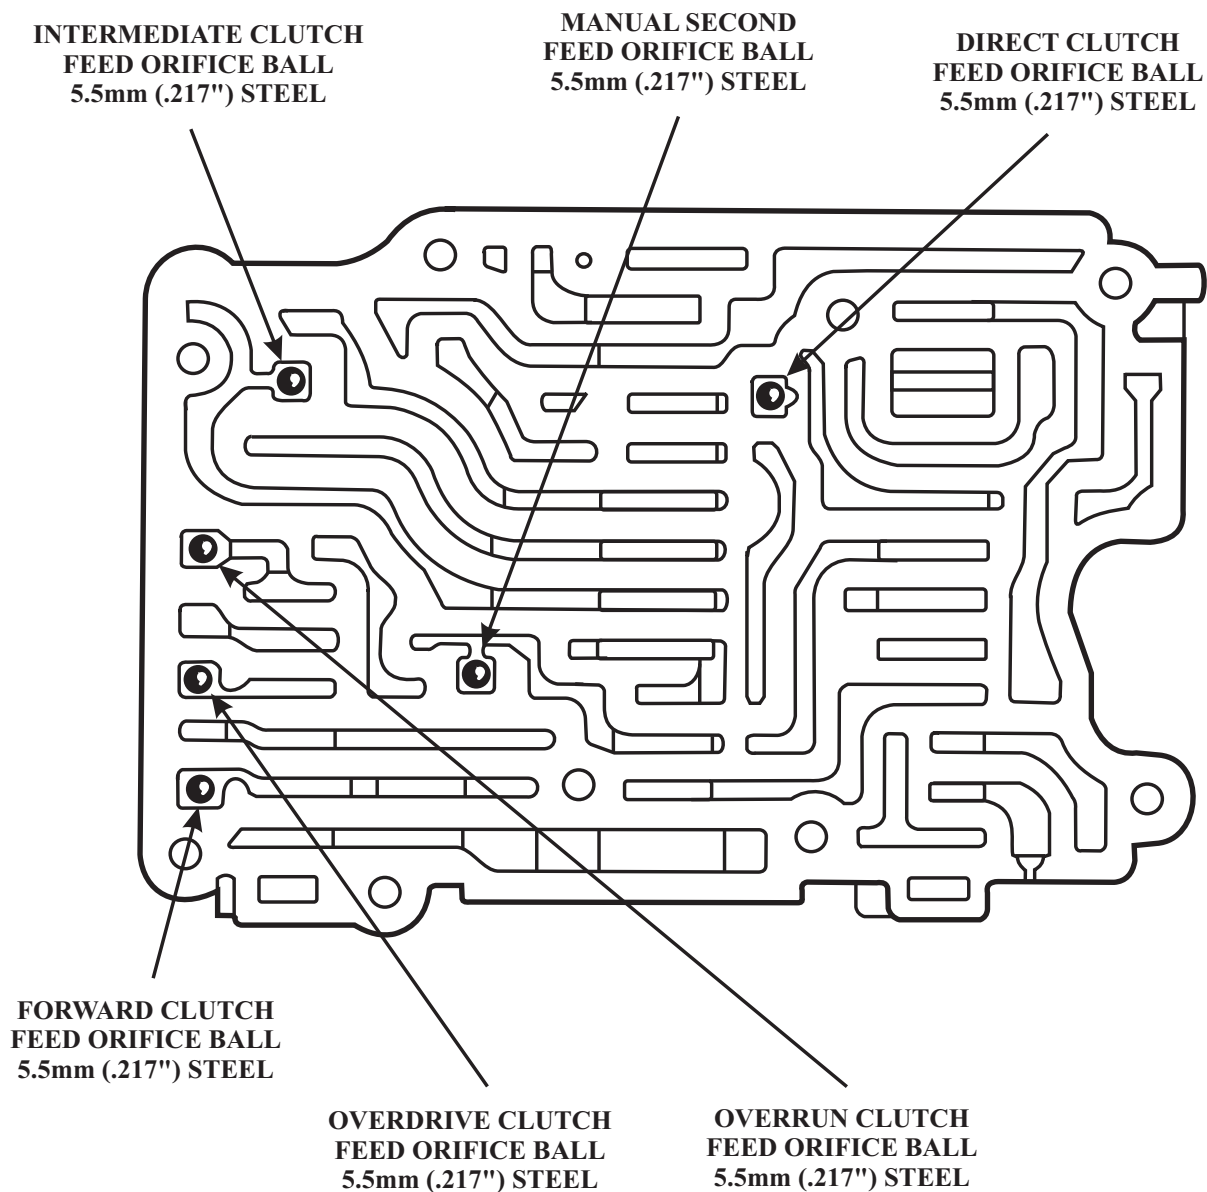 INTERMEDIATE CLUTCH
FEED ORIFICE BALL
5.5mm (.217") STEEL
MANUAL SECOND
FEED ORIFICE BALL
5.5mm (.217") STEEL
DIRECT CLUTCH
FEED ORIFICE BALL
5.5mm (.217") STEEL
FORWARD CLUTCH
FEED ORIFICE BALL
5.5mm (.217") STEEL
OVERDRIVE CLUTCH
FEED ORIFICE BALL
5.5mm (.217") STEEL
OVERRUN CLUTCH
FEED ORIFICE BALL
5.5mm (.217") STEEL